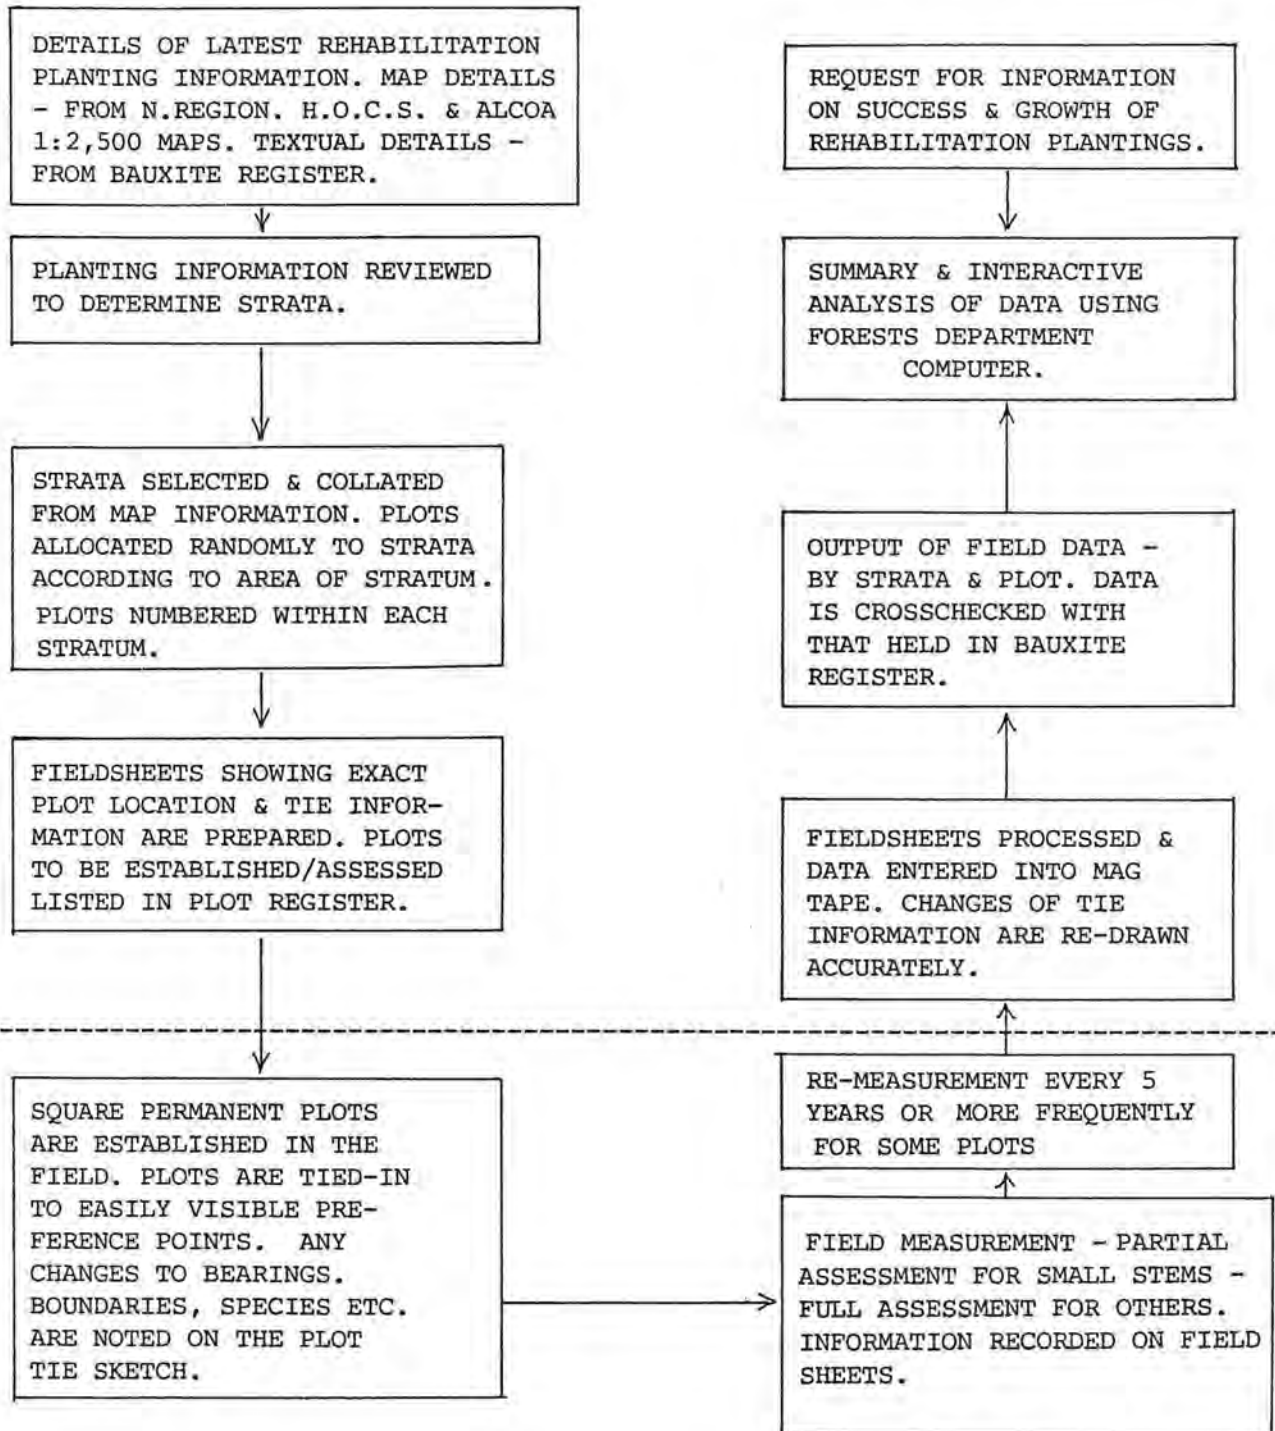 DETAILS OF LATEST REHABILITATION
PLANTING INFORMATION. MAP DETAILS
- FROM N.REGION. H.O.C.S. & ALCOA
1:2,500 MAPS. TEXTUAL DETAILS -
FROM BAUXITE REGISTER.
PLANTING INFORMATION REVIEWED
TO DETERMINE STRATA.
STRATA SELECTED & COLLATED
FROM MAP INFORMATION. PLOTS
ALLOCATED RANDOMLY TO STRATA
ACCORDING TO AREA OF STRATUM.
PLOTS NUMBERED WITHIN EACH
STRATUM.
FIELDSHEETS SHOWING EXACT
PLOT LOCATION & TIE INFOR-
MATION ARE PREPARED. PLOTS
TO BE ESTABLISHED/ASSESSED
LISTED IN PLOT REGISTER.
SQUARE PERMANENT PLOTS
ARE ESTABLISHED IN THE
FIELD. PLOTS ARE TIED-IN
TO EASILY VISIBLE PRE-
FERENCE POINTS. ANY
CHANGES TO BEARINGS.
BOUNDARIES, SPECIES ETC.
ARE NOTED ON THE PLOT
TIE SKETCH.
FIELD MEASUREMENT - PARTIAL
ASSESSMENT FOR SMALL STEMS -
FULL ASSESSMENT FOR OTHERS.
INFORMATION RECORDED ON FIELD
SHEETS.
RE-MEASUREMENT EVERY 5
YEARS OR MORE FREQUENTLY
FOR SOME PLOTS
FIELDSHEETS PROCESSED &
DATA ENTERED INTO MAG
TAPE. CHANGES OF TIE
INFORMATION ARE RE-DRAWN
ACCURATELY.
OUTPUT OF FIELD DATA -
BY STRATA & PLOT. DATA
IS CROSSCHECKED WITH
THAT HELD IN BAUXITE
REGISTER.
SUMMARY & INTERACTIVE
ANALYSIS OF DATA USING
FORESTS DEPARTMENT
COMPUTER.
REQUEST FOR INFORMATION
ON SUCCESS & GROWTH OF
REHABILITATION PLANTINGS.